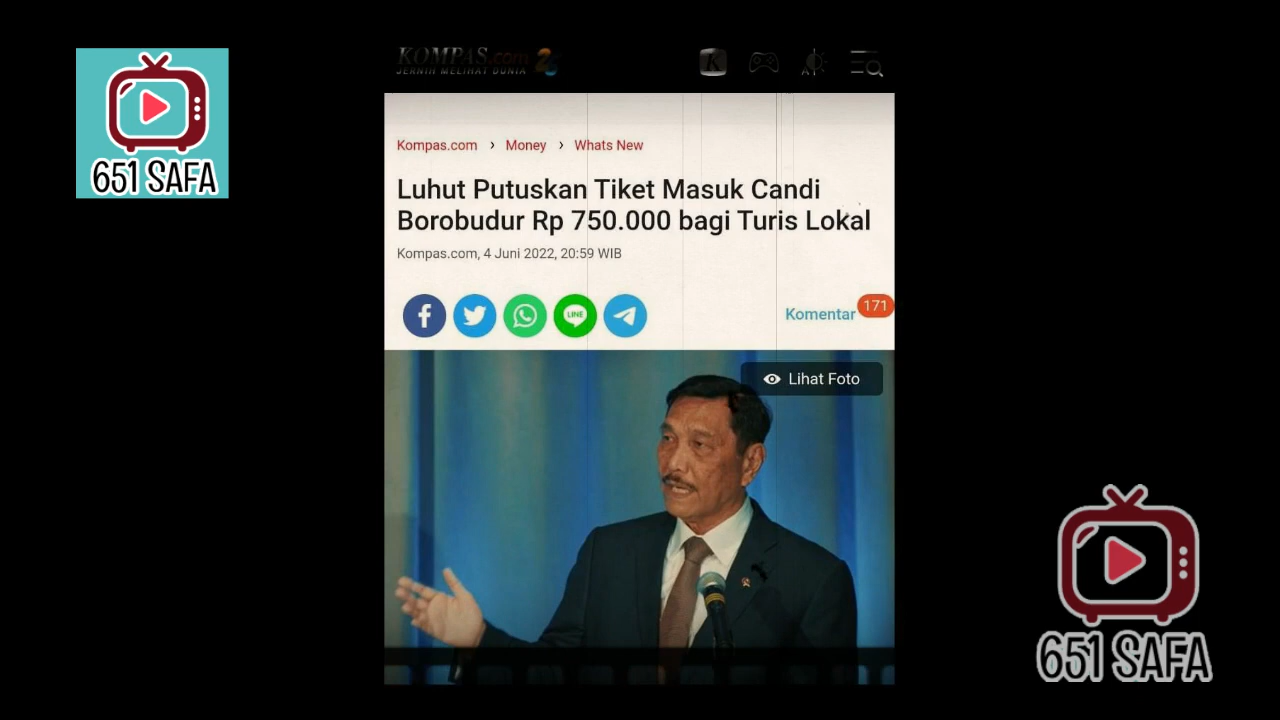 651 SAFA
KOMPAS.com 26
JERNIH MELIHAT DUNIA
K
A
Kompas.com › Money › Whats New
Luhut Putuskan Tiket Masuk Candi
Borobudur Rp 750.000 bagi Turis Lokal
Kompas.com, 4 Juni 2022, 20:59 WIB
LINE
Komentar 171
Lihat Foto
651 SAFA